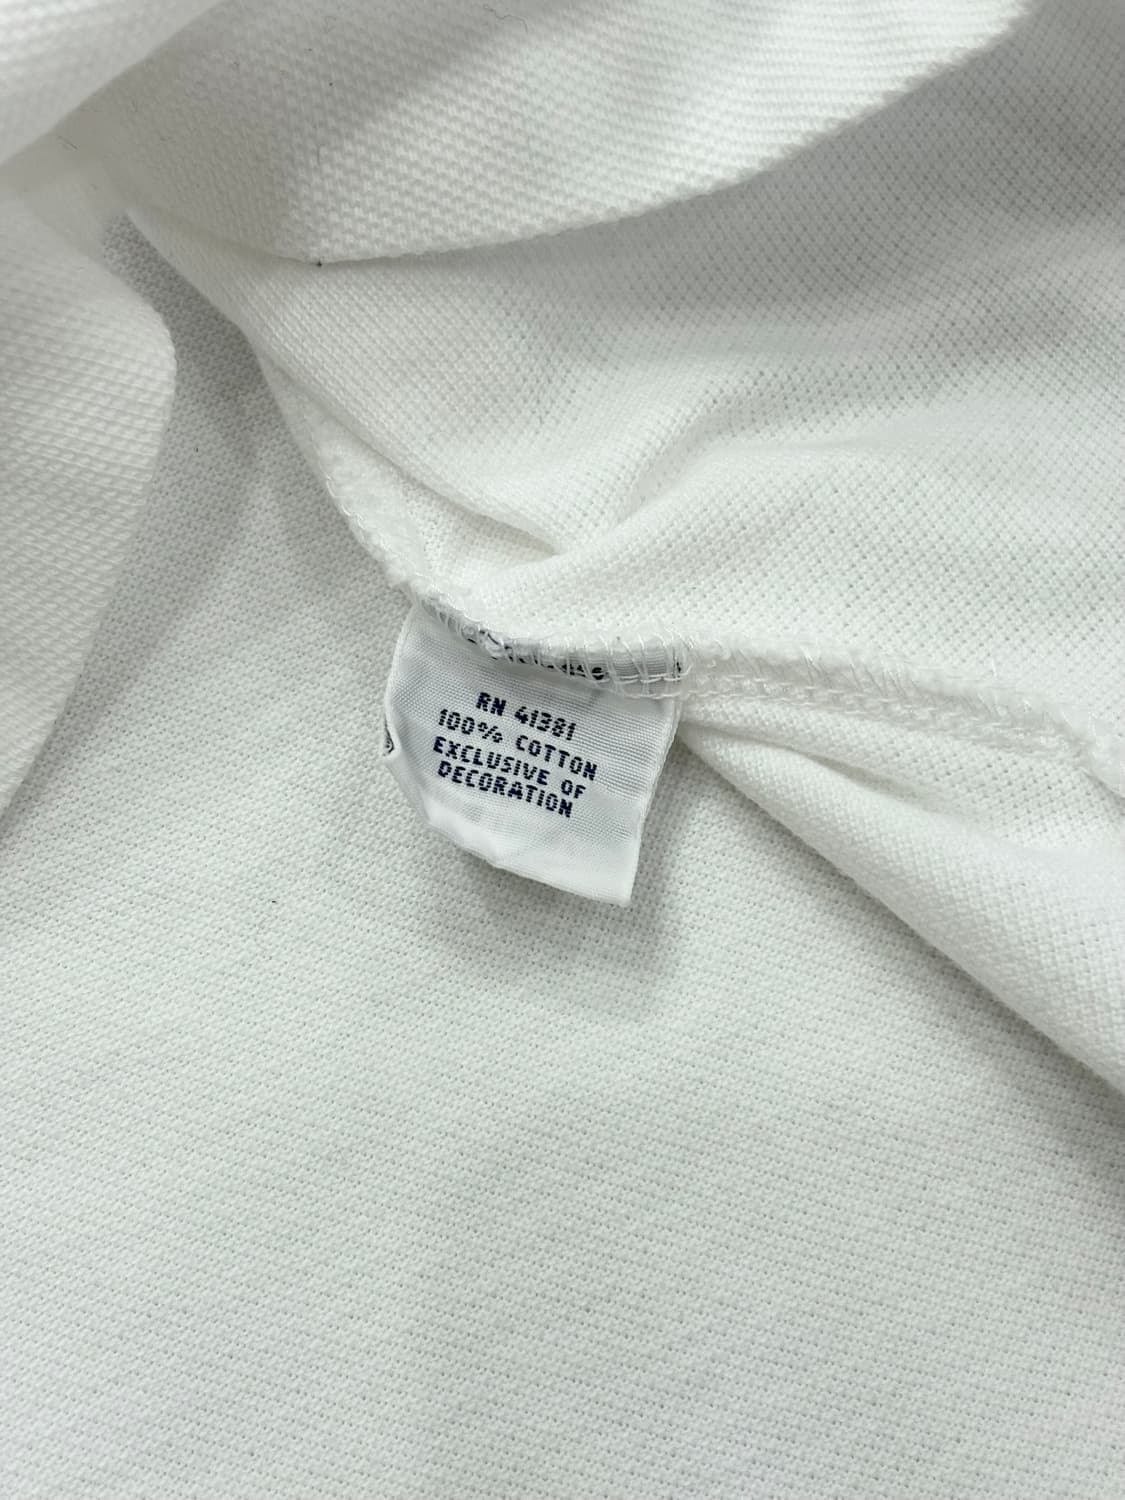 RN 41381
100% COTTON
EXCLUSIVE OF
DECORATION